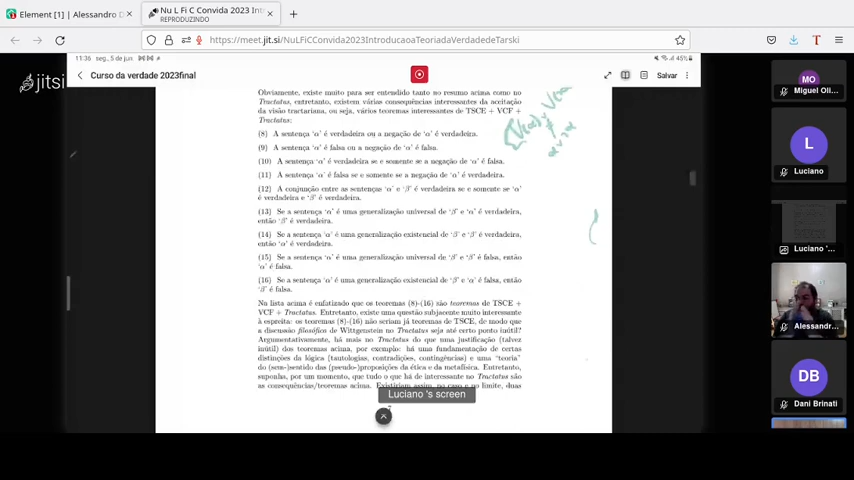 Element [1] | Alessandro D
Nu L Fi C Convida 2023 Int
REPRODUZINDO
https://meet.jit.si/NuLFiCConvida2023IntroducaoaTeoriadaVerdadedeTarski
jitsi
11:36 seg., 5 de jun
45%
Curso da verdade 2023final
Salvar
Obviamente, existe muito para ser entendido tanto no resumo acima como no
Tractatus, entretanto, existem várias consequências interessantes da aceitação
da visão tractariana, ou seja, vários teoremas interessantes de TSCE + VCF +
Tractatus:
(8) A sentença ‘α’ é verdadeira ou a negação de ‘α’ é verdadeira.
(9) A sentença ‘α’ é falsa ou a negação de ‘α’ é falsa.
(10) A sentença ‘α’ é verdadeira se e somente se a negação de ‘α’ é falsa.
(11) A sentença ‘α’ é falsa se e somente se a negação de ‘α’ é verdadeira.
(12) A conjunção entre as sentenças ‘α’ e ‘β’ é verdadeira se e somente se ‘α’
é verdadeira e ‘β’ é verdadeira.
(13) Se a sentença ‘α’ é uma generalização universal de ‘β’ e ‘α’ é verdadeira,
então ‘β’ é verdadeira.
(14) Se a sentença ‘α’ é uma generalização existencial de ‘β’ e ‘β’ é verdadeira,
então ‘α’ é verdadeira.
(15) Se a sentença ‘α’ é uma generalização universal de ‘β’ e ‘β’ é falsa, então
‘α’ é falsa.
(16) Se a sentença ‘α’ é uma generalização existencial de ‘β’ e ‘α’ é falsa, então
‘β’ é falsa.
Na lista acima é enfatizado que os teoremas (8)-(16) são teoremas de TSCE +
VCF + Tractatus. Entretanto, existe uma questão subjacente muito interessante
à espreita: os teoremas (8)-(16) não seriam já teoremas de TSCE, de modo que
a discussão filosófica de Wittgenstein no Tractatus seja até certo ponto inútil?
Argumentativamente, há mais no Tractatus do que uma justificação (talvez
inútil) dos teoremas acima, por exemplo: há uma fundamentação de certas
distinções da lógica (tautologias, contradições, contingências) e uma “teoria”
do (sem-)sentido das (pseudo-)proposições da ética e da metafísica. Entretanto,
suponha, por um momento, que tudo o que há de interessante no Tractatus são
as consequências/teoremas acima. Existiriam assim, no caso e no limite, duas
Luciano 's screen
MO
Miguel Oli...
L
Luciano
Luciano '...
Alessandr...
DB
Dani Brinati